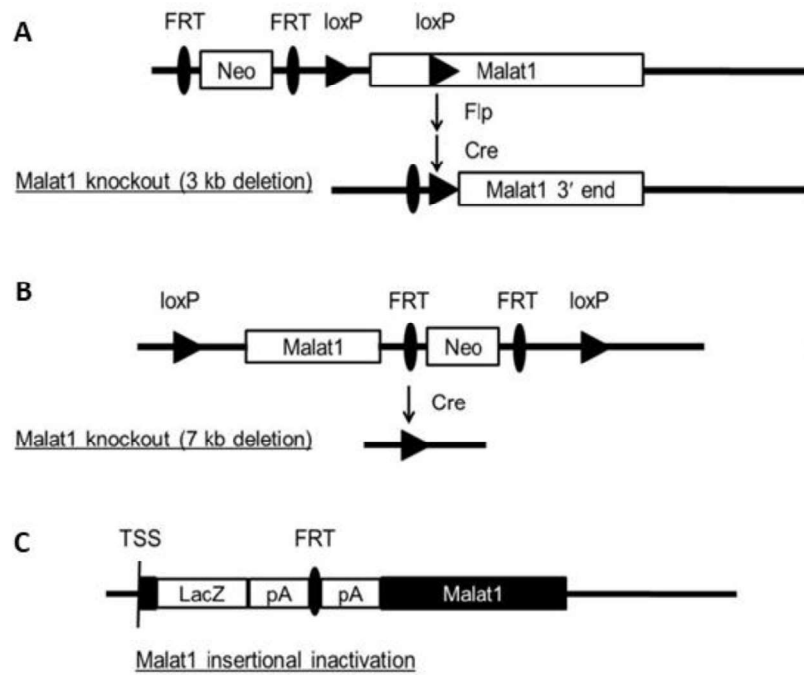 A
FRT FRT loxP loxP
Neo Malat1
Flp
Cre
Malat1 knockout (3 kb deletion)
Malat1 3′ end
B
loxP FRT FRT loxP
Malat1 Neo
Cre
Malat1 knockout (7 kb deletion)
C
TSS FRT
LacZ pA pA Malat1
Malat1 insertional inactivation